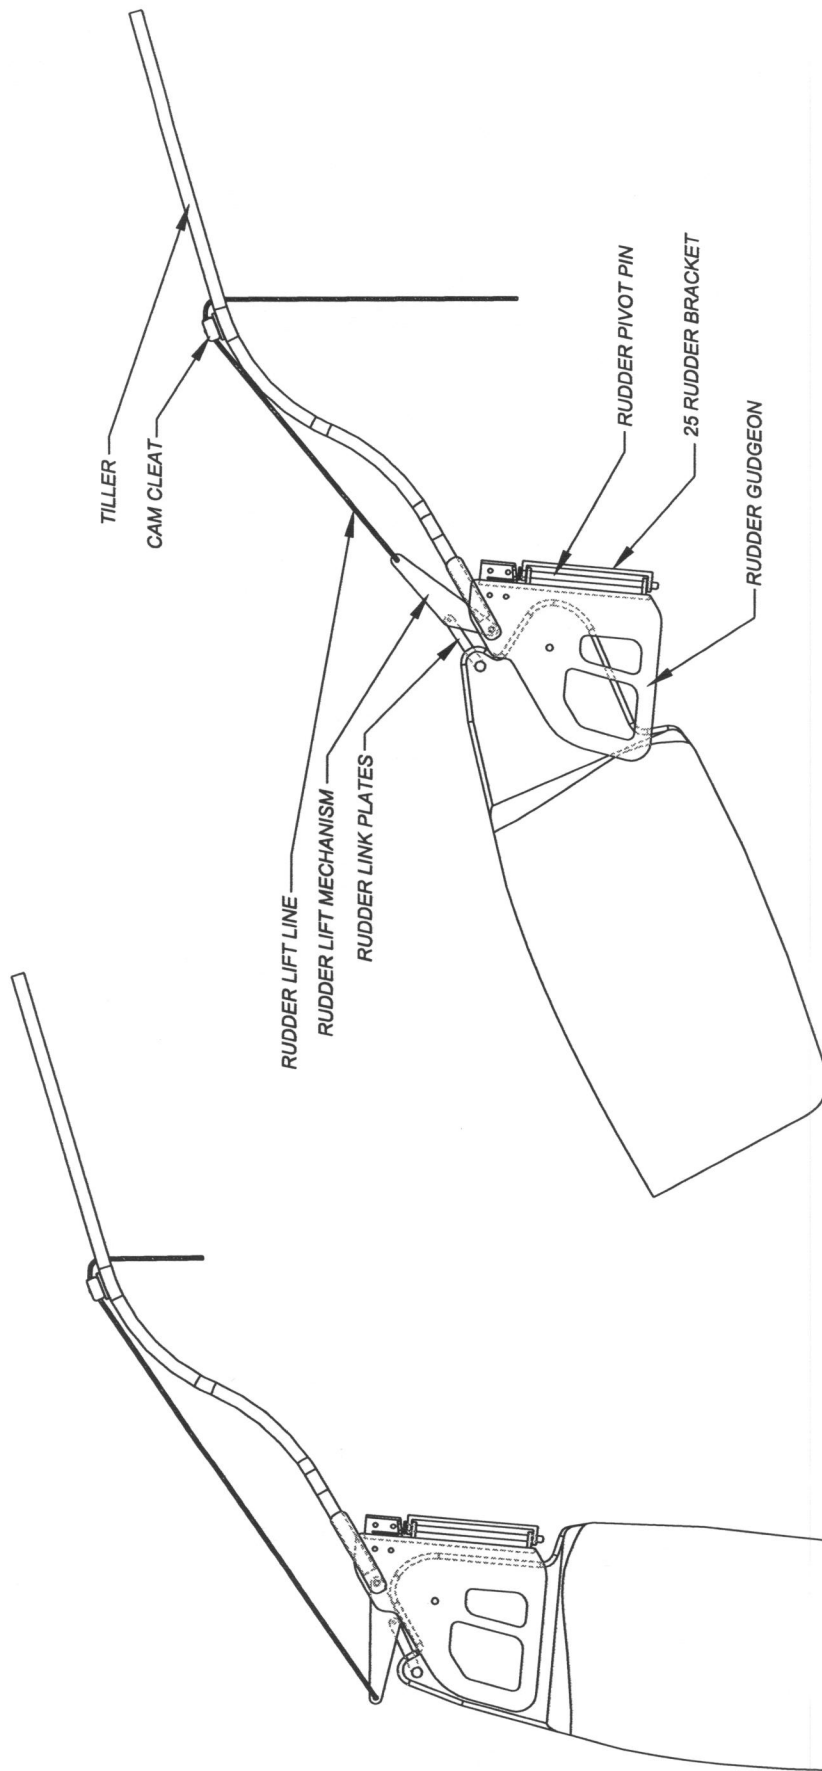 TILLER
CAM CLEAT
RUDDER LIFT LINE
RUDDER LIFT MECHANISM
RUDDER LINK PLATES
RUDDER PIVOT PIN
25 RUDDER BRACKET
RUDDER GUDGEON